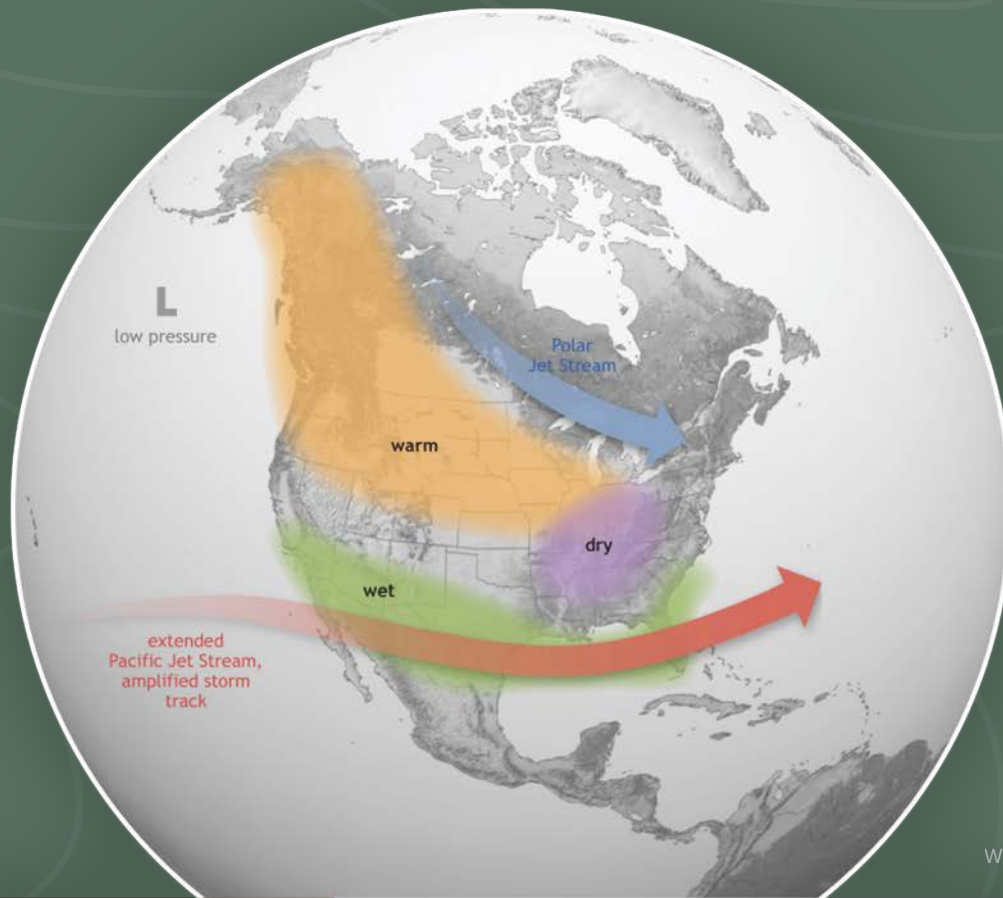 L
low pressure
Polar
Jet Stream
warm
dry
wet
extended
Pacific Jet Stream,
amplified storm
track
W